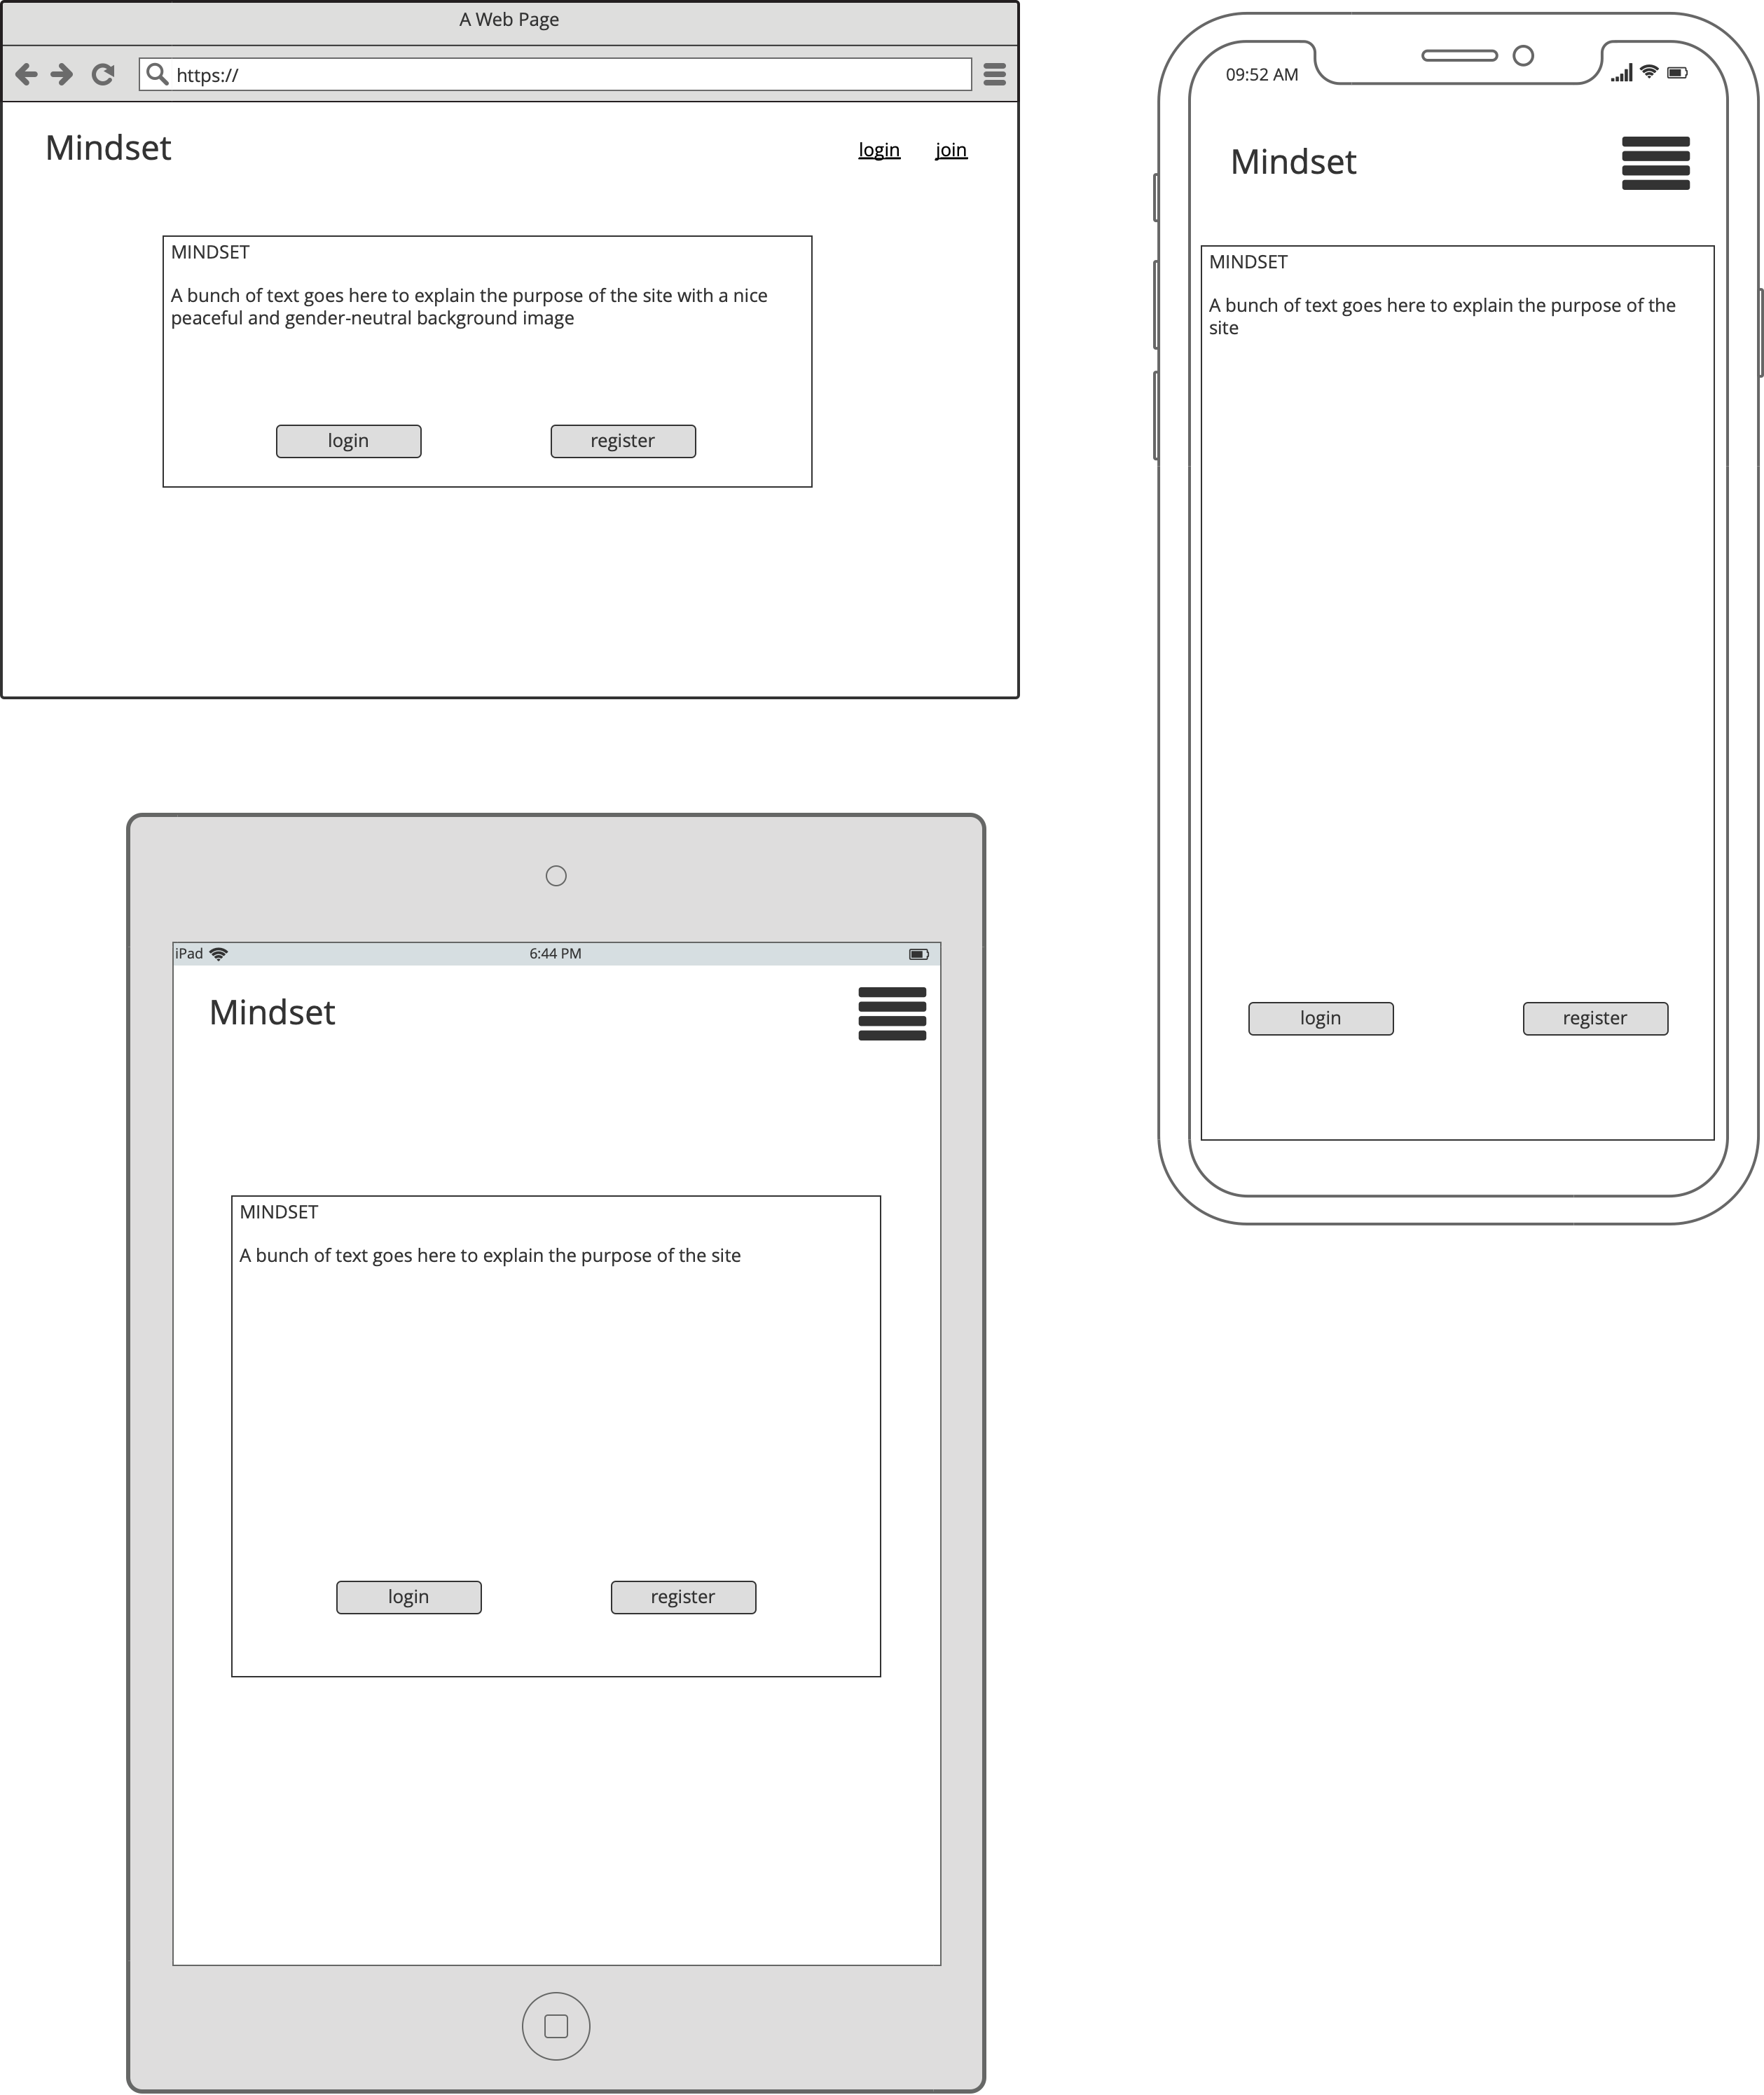 A Web Page
https://
Mindset
login join
MINDSET
A bunch of text goes here to explain the purpose of the site with a nice
peaceful and gender-neutral background image
login register
09:52 AM
Mindset
MINDSET
A bunch of text goes here to explain the purpose of the
site
login register
iPad 6:44 PM
Mindset
MINDSET
A bunch of text goes here to explain the purpose of the site
login register